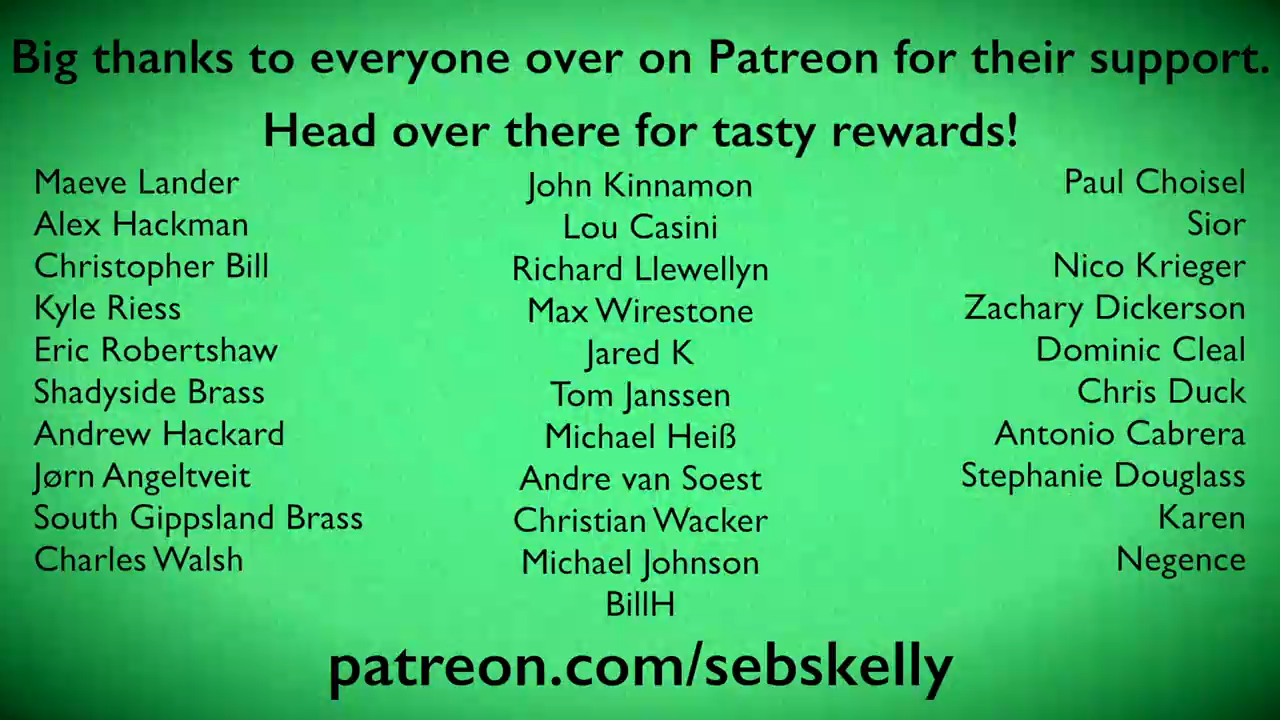 Big thanks to everyone over on Patreon for their support.
Head over there for tasty rewards!
Maeve Lander
Alex Hackman
Christopher Bill
Kyle Riess
Eric Robertshaw
Shadyside Brass
Andrew Hackard
Jørn Angeltveit
South Gippsland Brass
Charles Walsh
John Kinnamon
Lou Casini
Richard Llewellyn
Max Wirestone
Jared K
Tom Janssen
Michael Heiß
Andre van Soest
Christian Wacker
Michael Johnson
BillH
Paul Choisel
Sior
Nico Krieger
Zachary Dickerson
Dominic Cleal
Chris Duck
Antonio Cabrera
Stephanie Douglass
Karen
Negence
patreon.com/sebskelly